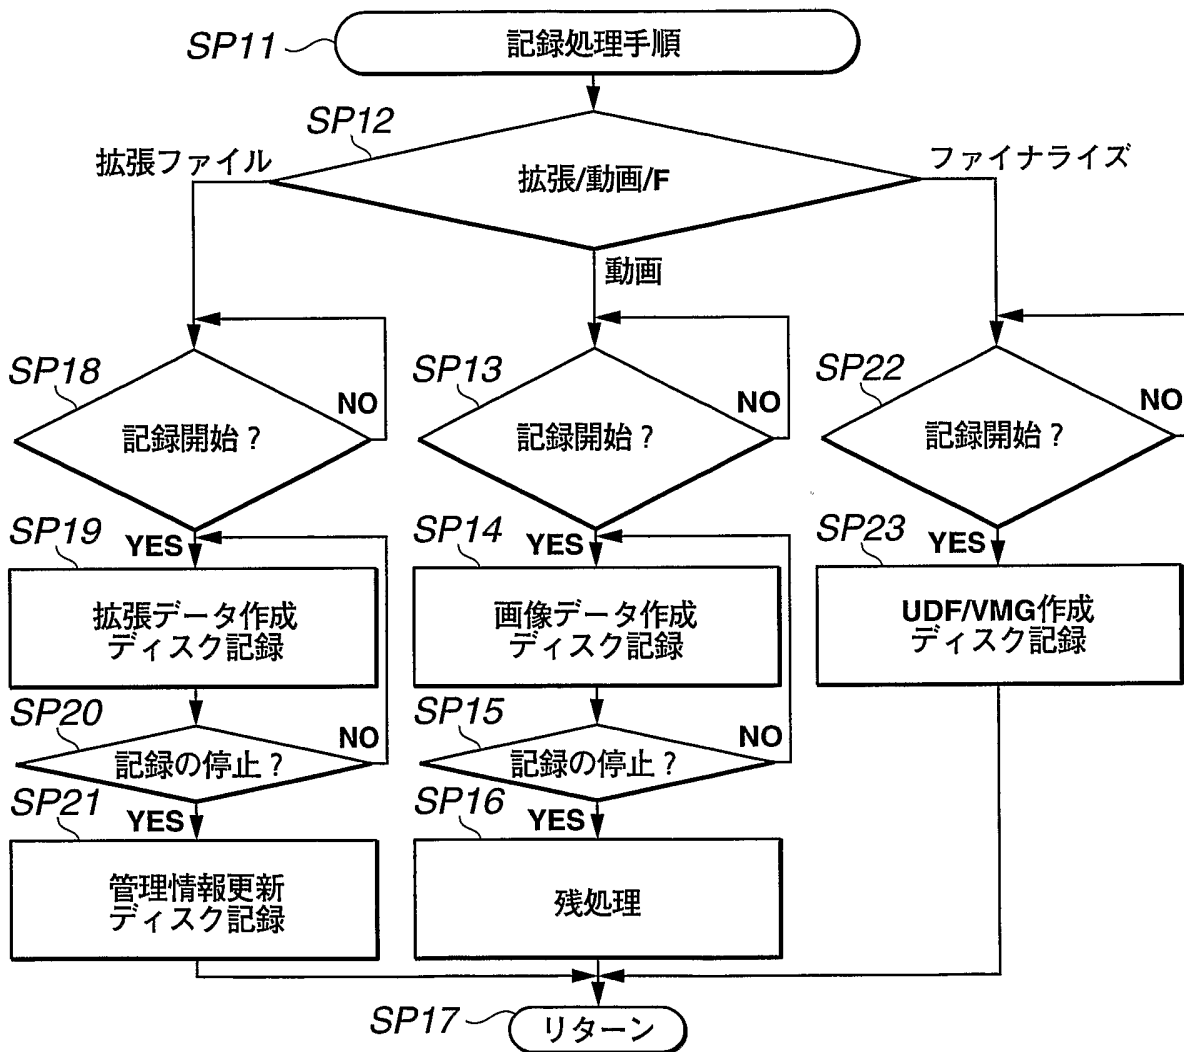 SP11
記録処理手順
SP12
拡張ファイル
ファイナライズ
拡張/動画/F
動画
SP18
記録開始？
NO
SP13
記録開始？
NO
SP22
記録開始？
NO
SP19
YES
拡張データ作成
ディスク記録
SP14
YES
画像データ作成
ディスク記録
SP23
YES
UDF/VMG作成
ディスク記録
SP20
記録の停止？
NO
SP15
記録の停止？
NO
SP21
YES
管理情報更新
ディスク記録
SP16
YES
残処理
SP17
リターン